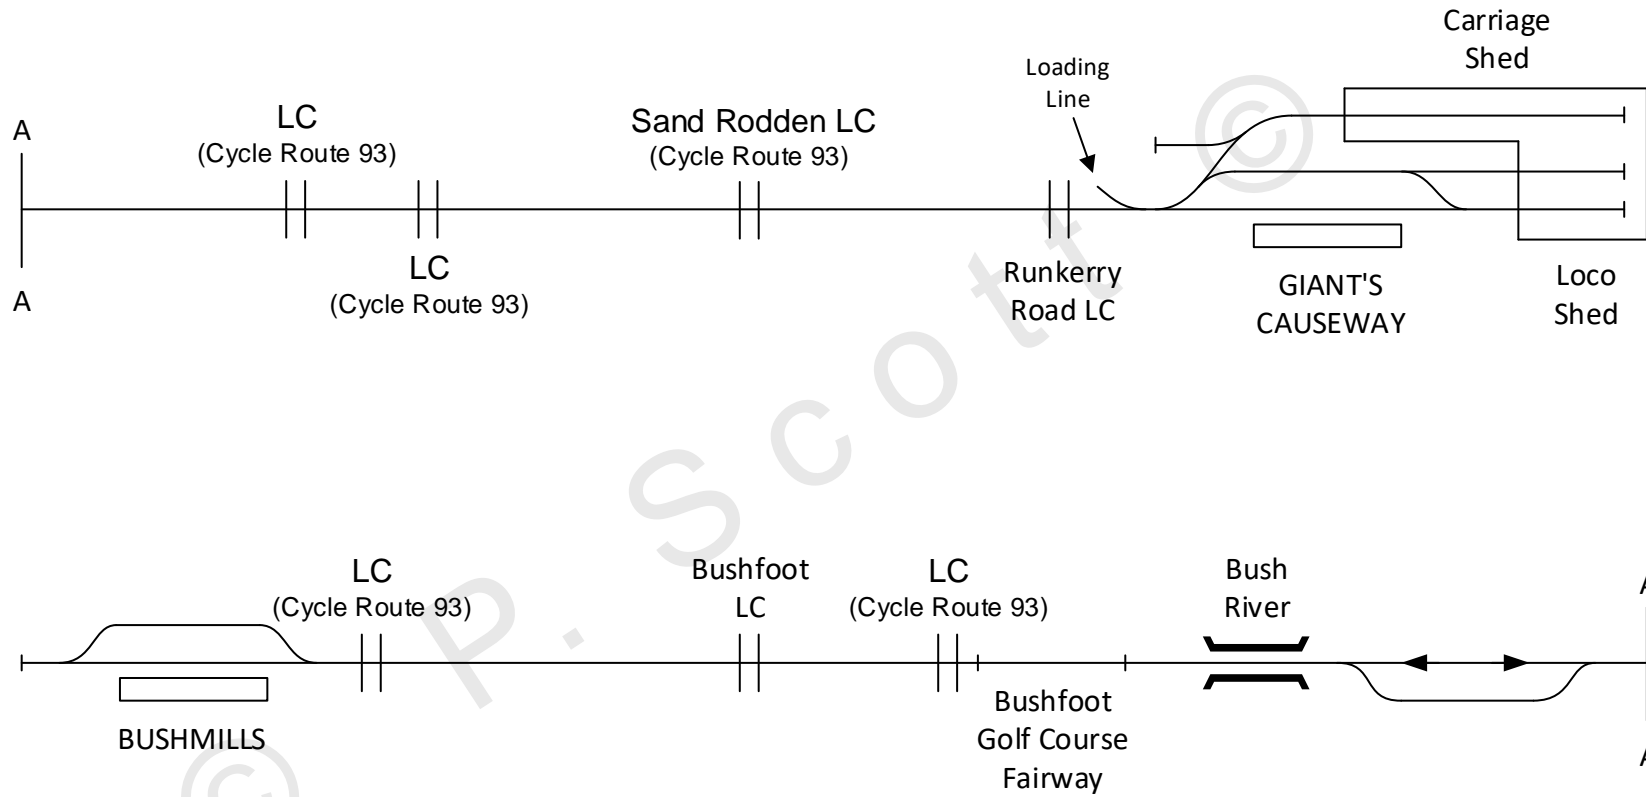 Carriage
Shed
Loading
Line
A
LC
(Cycle Route 93)
Sand Rodden LC
(Cycle Route 93)
A
LC
(Cycle Route 93)
Runkerry
Road LC
GIANT'S
CAUSEWAY
Loco
Shed
LC
(Cycle Route 93)
Bushfoot
LC
LC
(Cycle Route 93)
Bush
River
A
BUSHMILLS
Bushfoot
Golf Course
Fairway
A
© P. Scott ©